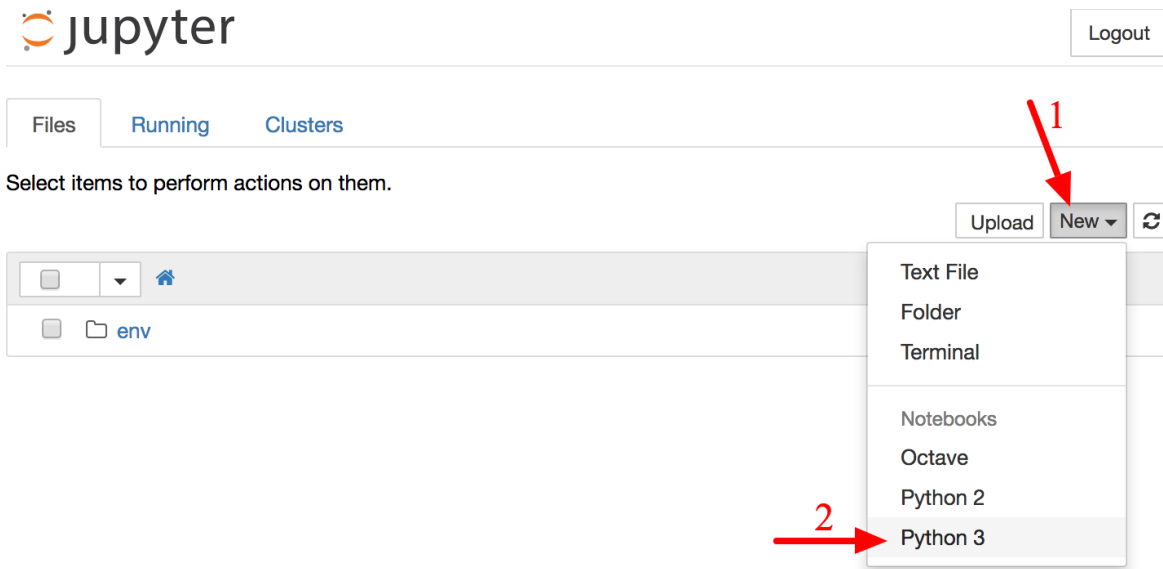 jupyter
Logout
Files Running Clusters
1
Select items to perform actions on them.
Upload New
Text File
env
Folder
Terminal
Notebooks
Octave
Python 2
2
Python 3